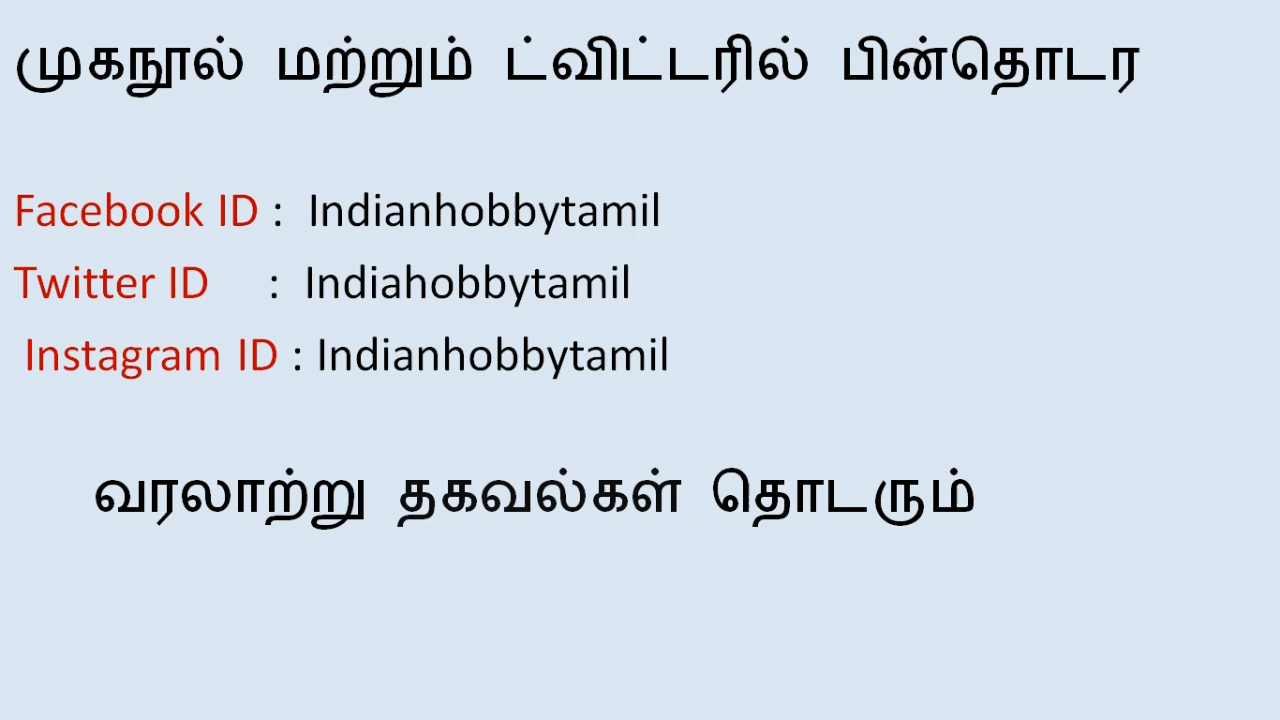 முகநூல் மற்றும் ட்விட்டரில் பின்தொடர
Facebook ID : Indianhobbytamil
Twitter ID : Indiahobbytamil
Instagram ID : Indianhobbytamil
வரலாற்று தகவல்கள் தொடரும்